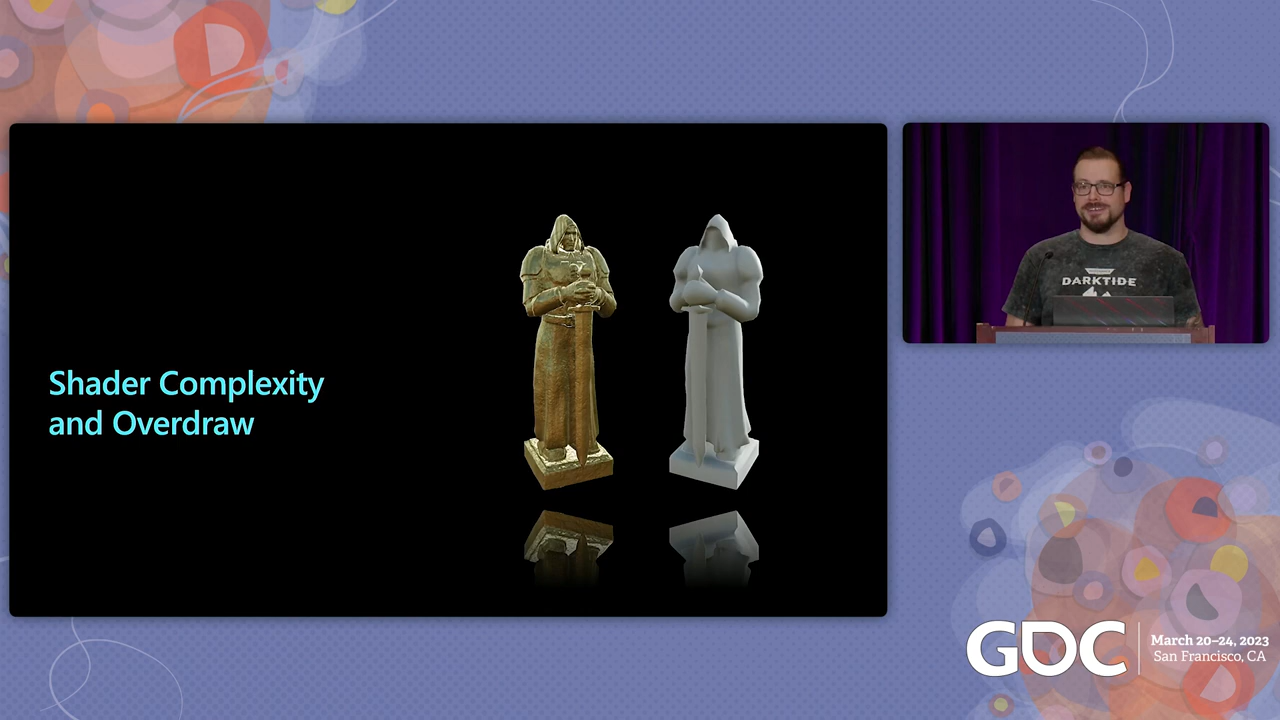 Shader Complexity
and Overdraw
DARKTIDE
GDC
March 20–24, 2023
San Francisco, CA